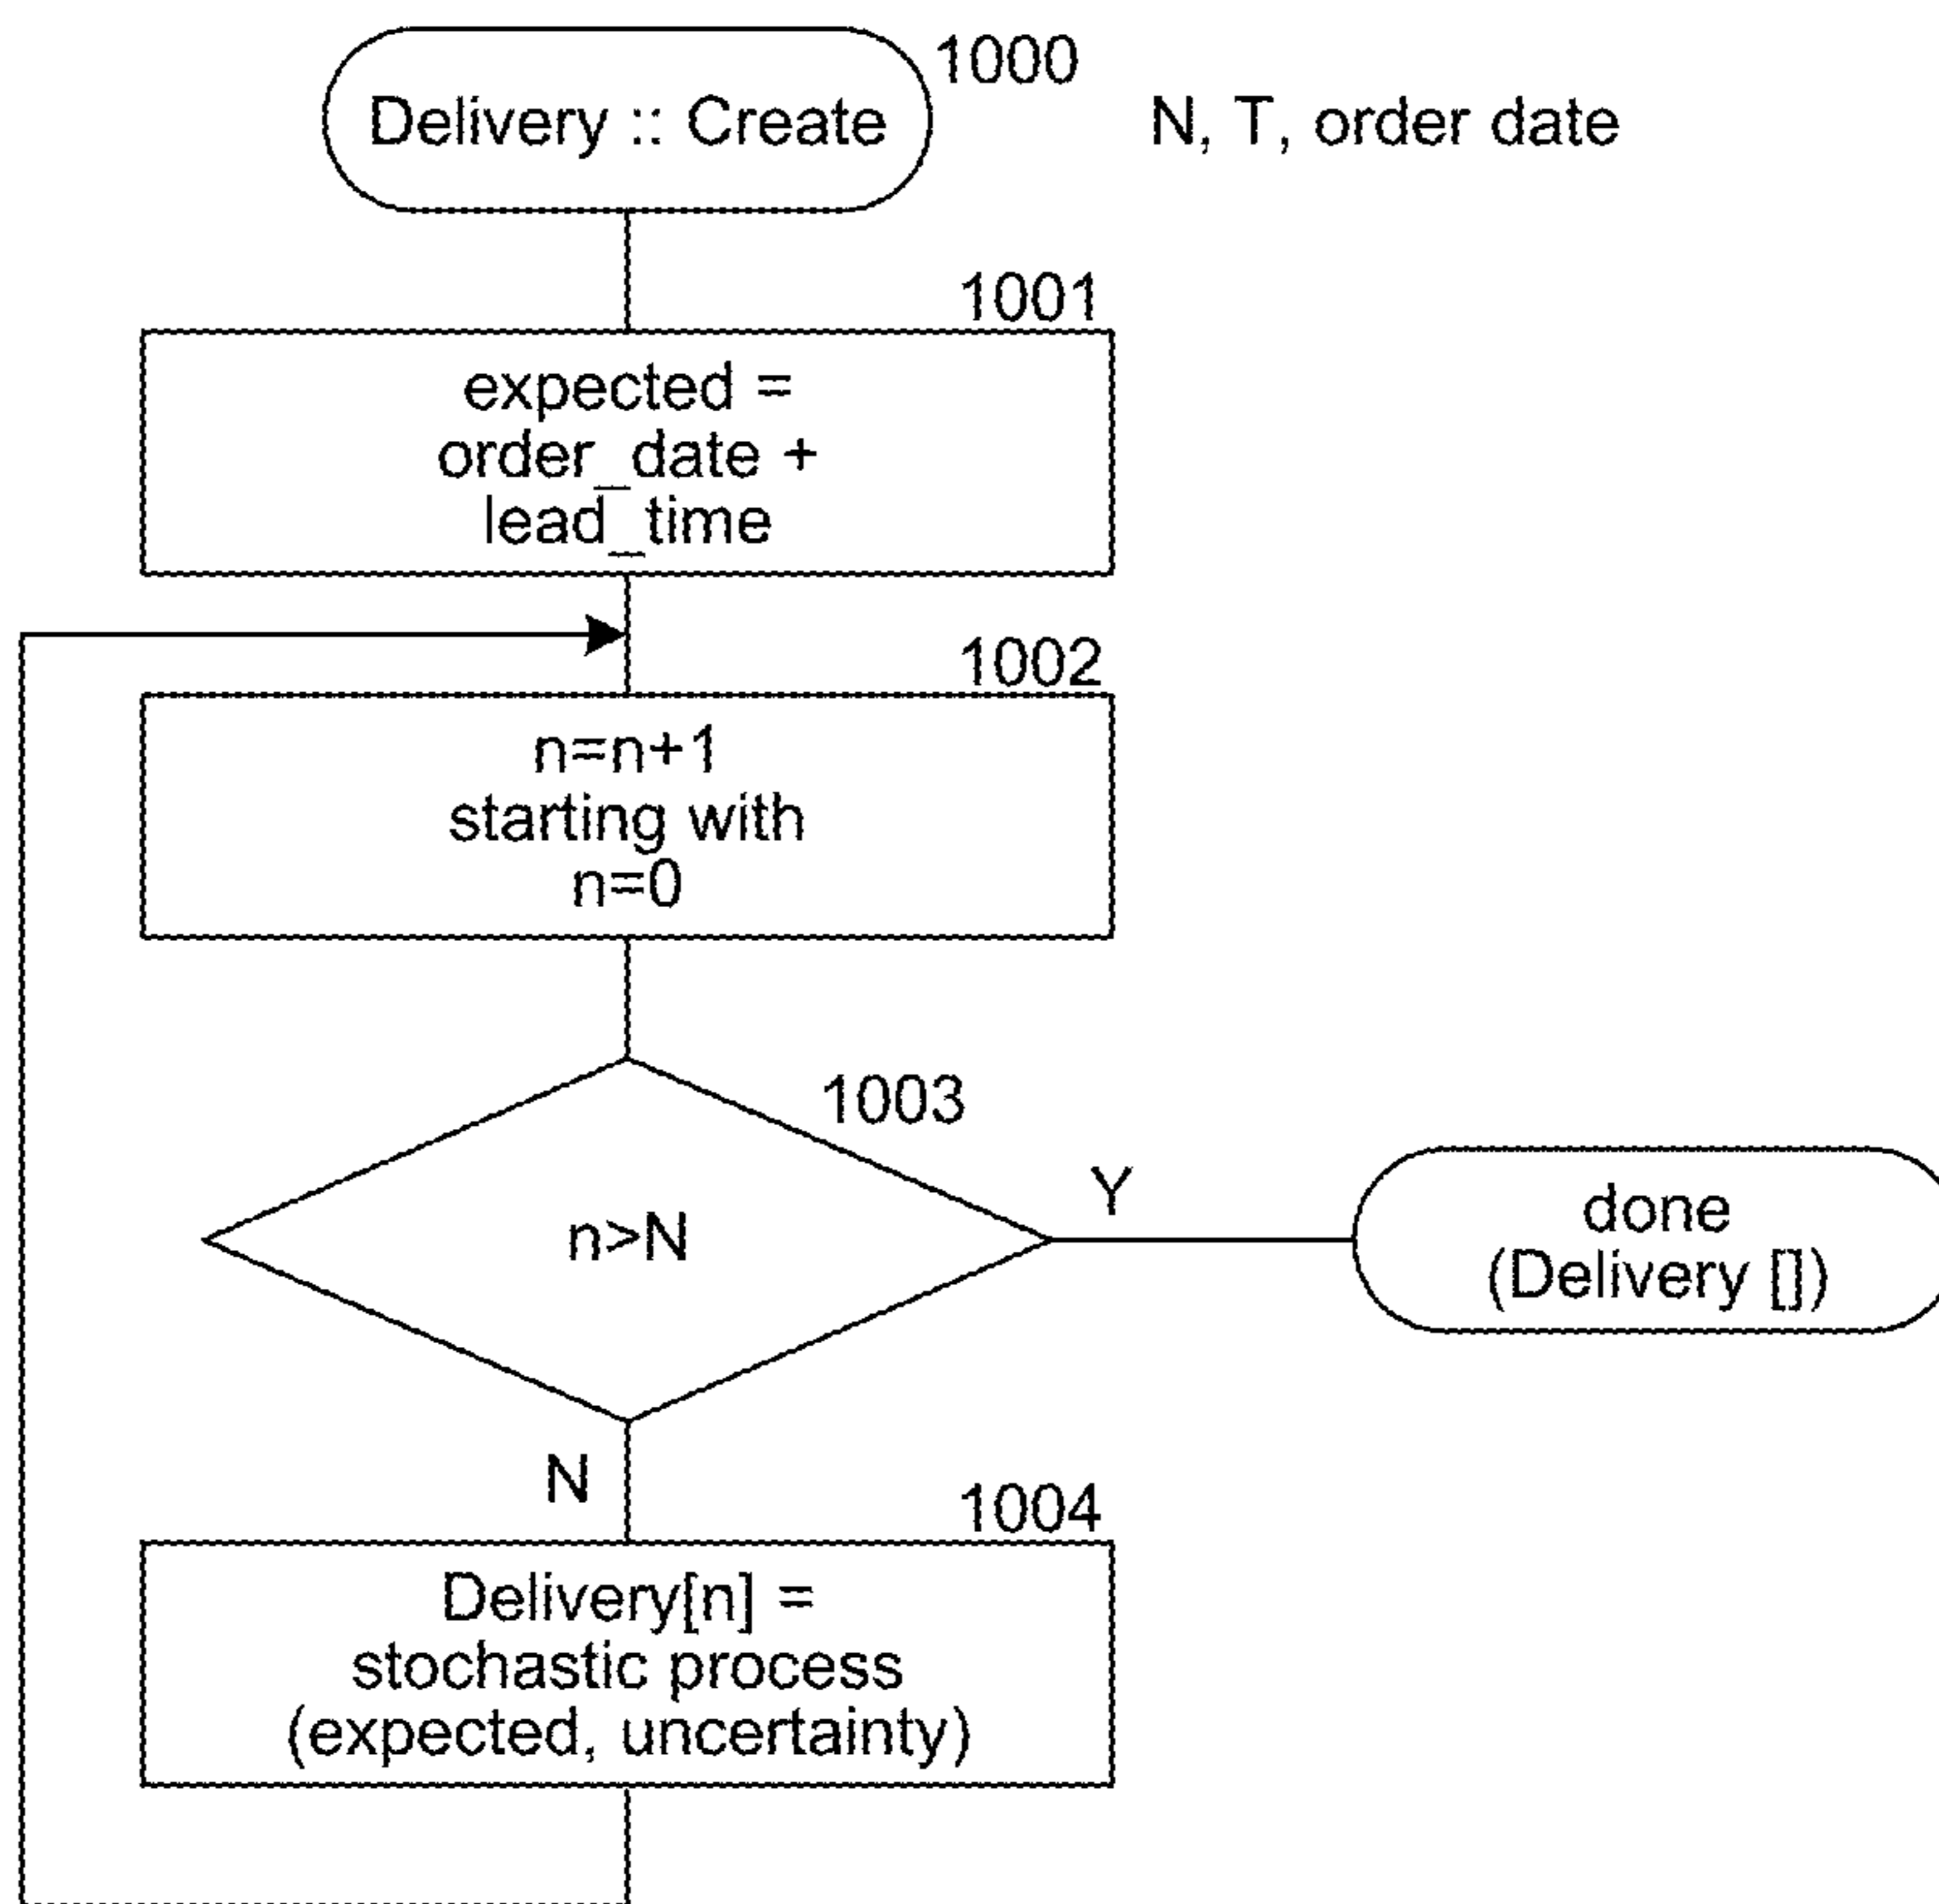 1000
Delivery :: Create
N, T, order date
1001
expected =
order_date +
lead_time
1002
n=n+1
starting with
n=0
1003
n>N
Y
done
(Delivery [])
N
1004
Delivery[n] =
stochastic process
(expected, uncertainty)